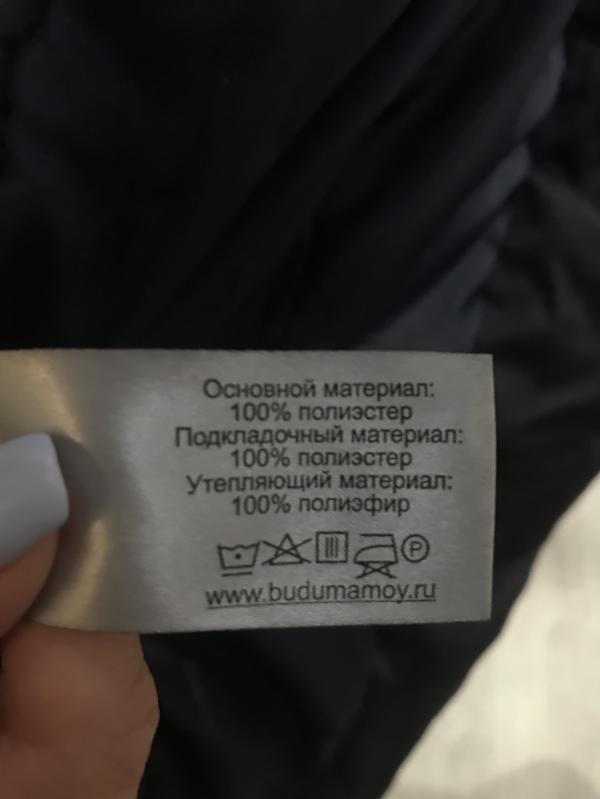 Основной материал:
100% полиэстер
Подкладочный материал:
100% полиэстер
Утепляющий материал:
100% полиэфир
P
www.budumamoy.ru